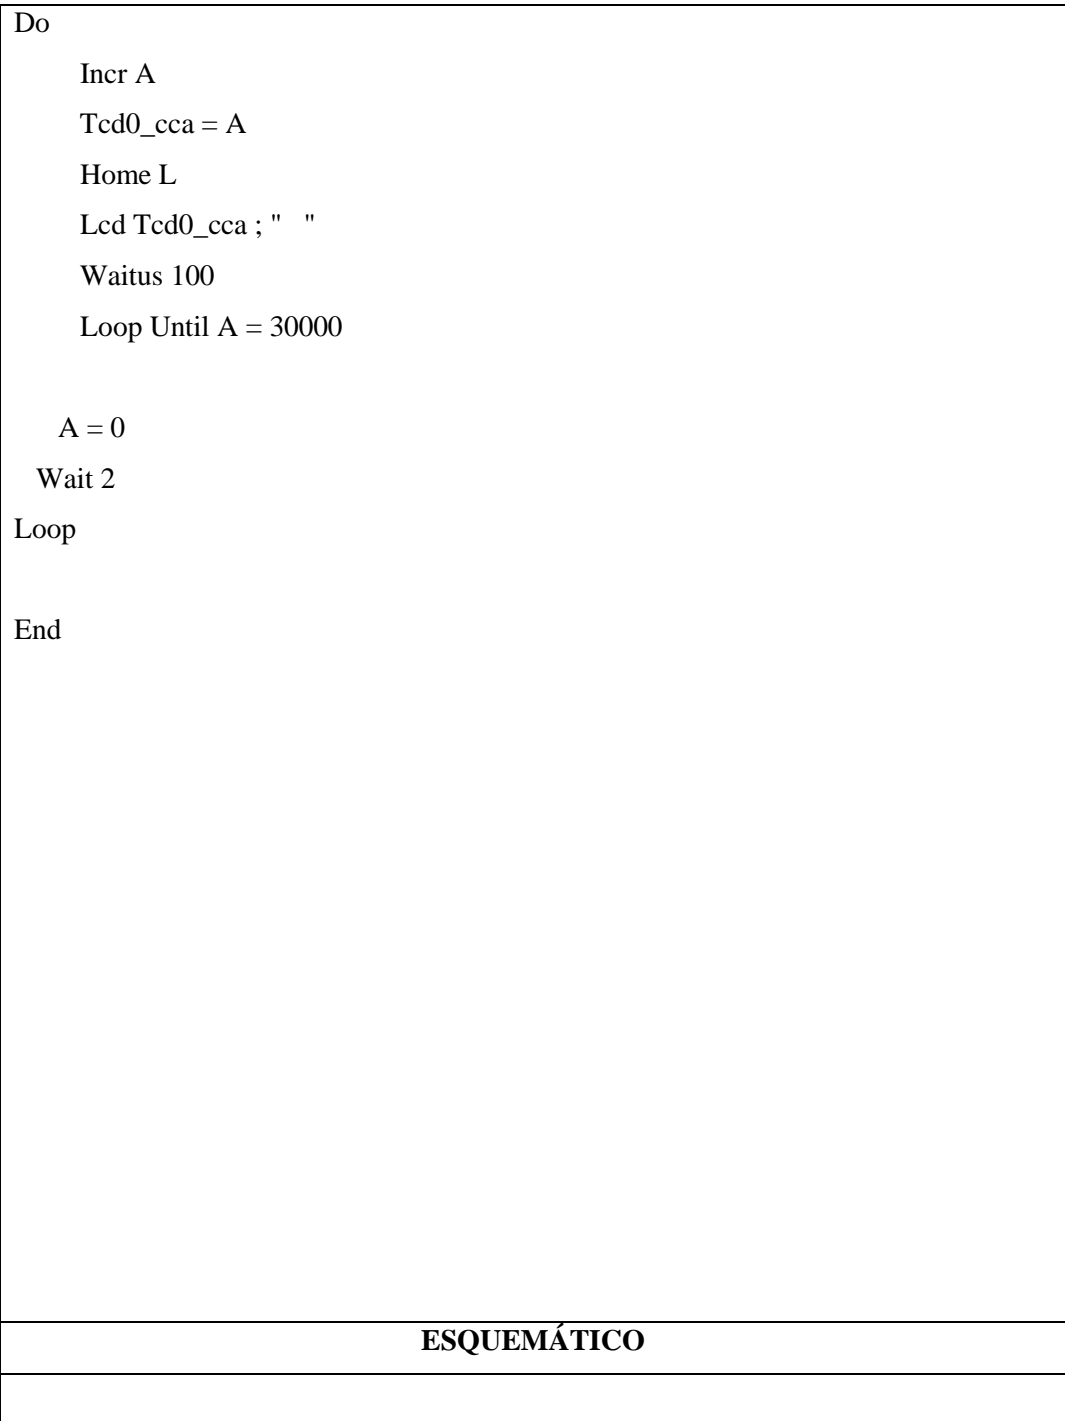 Do
Incr A
Tcd0_cca = A
Home L
Lcd Tcd0_cca ; "   "
Waitus 100
Loop Until A = 30000
A = 0
Wait 2
Loop
End
ESQUEMÁTICO